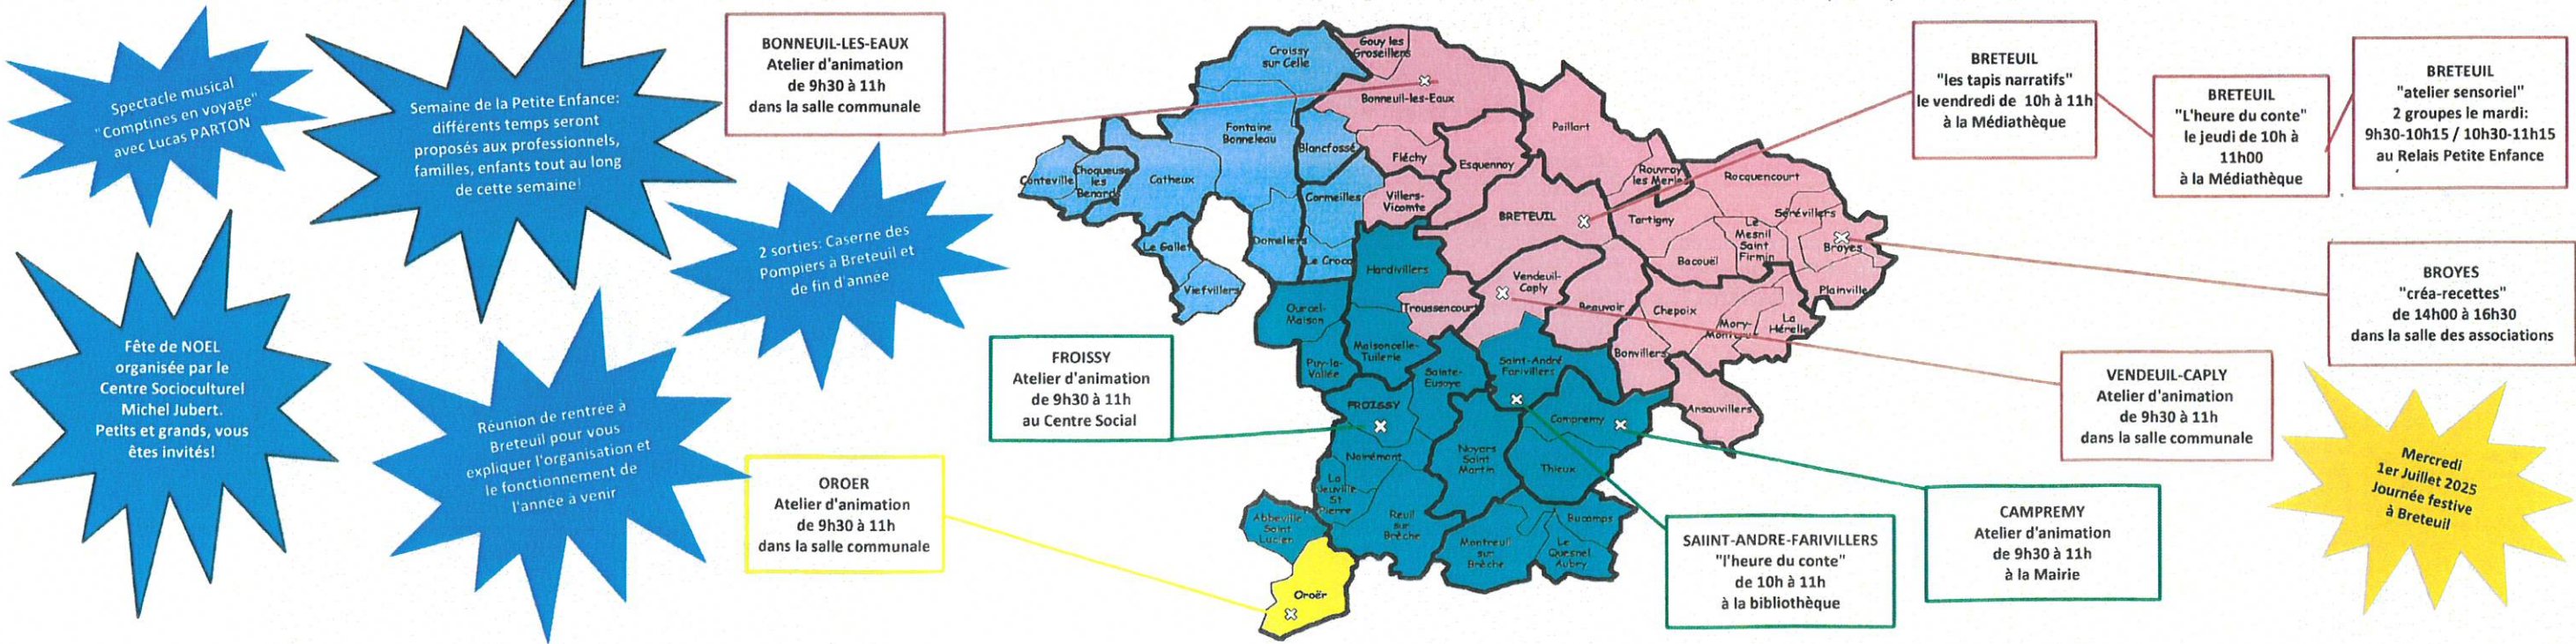 Spectacle musical
"Comptines en voyage"
avec Lucas PARTON
Semaine de la Petite Enfance:
différents temps seront
proposés aux professionnels,
familles, enfants tout au long
de cette semaine!
2 sorties: Caserne des
Pompiers à Breteuil et
de fin d'année
Fête de NOEL
organisée par le
Centre Socioculturel
Michel Jubert.
Petits et grands, vous
êtes invités!
Réunion de rentrée à
Breteuil pour vous
expliquer l'organisation et
le fonctionnement de
l'année à venir
BONNEUIL-LES-EAUX
Atelier d'animation
de 9h30 à 11h
dans la salle communale
FROISSY
Atelier d'animation
de 9h30 à 11h
au Centre Social
OROER
Atelier d'animation
de 9h30 à 11h
dans la salle communale
Croissy
sur Celle
Gouy les
Groseillers
Bonneuil-les-Eaux
Fontaine
Bonneleau
Blancfossé
Fléchy
Esquennoy
Paillart
Rouvroy
les Merles
Rocquencourt
Conteville
Choqueuse
les
Benards
Catheux
Cormeilles
Villers-
Vicomte
BRETEUIL
Tartigny
Le
Mesnil
Saint
Firmin
Sérévillers
Broyes
Le Gallet
Domeliers
Le Crocq
Hardivillers
Vendeuil-
Caply
Bacouël
Plainville
Viefvillers
Ourcel-
Maison
Troussencourt
Beauvoir
Chepoix
Mory-
La
Hérelle
Maisoncelle-
Tuilerie
Puy-la-
Vallée
Sainte-
Eusoye
Saint-André
Farivillers
Bonvillers
Ansauvillers
FROISSY
Campremy
Noirémont
Noyers
Saint
Martin
Thieux
La
Neuville
St
Pierre
Abbeville
Saint
Lucien
Reuil
sur
Brêche
Montreuil
sur
Brêche
Bucamps
Le
Quesnel
Aubry
Oroër
BRETEUIL
"les tapis narratifs"
le vendredi de 10h à 11h
à la Médiathèque
BRETEUIL
"L'heure du conte"
le jeudi de 10h à
11h00
à la Médiathèque
BRETEUIL
"atelier sensoriel"
2 groupes le mardi:
9h30-10h15 / 10h30-11h15
au Relais Petite Enfance
BROYES
"créa-recettes"
de 14h00 à 16h30
dans la salle des associations
VENDEUIL-CAPLY
Atelier d'animation
de 9h30 à 11h
dans la salle communale
CAMPREMY
Atelier d'animation
de 9h30 à 11h
à la Mairie
SAIINT-ANDRE-FARIVILLERS
"l'heure du conte"
de 10h à 11h
à la bibliothèque
Mercredi
1er Juillet 2025
Journée festive
à Breteuil